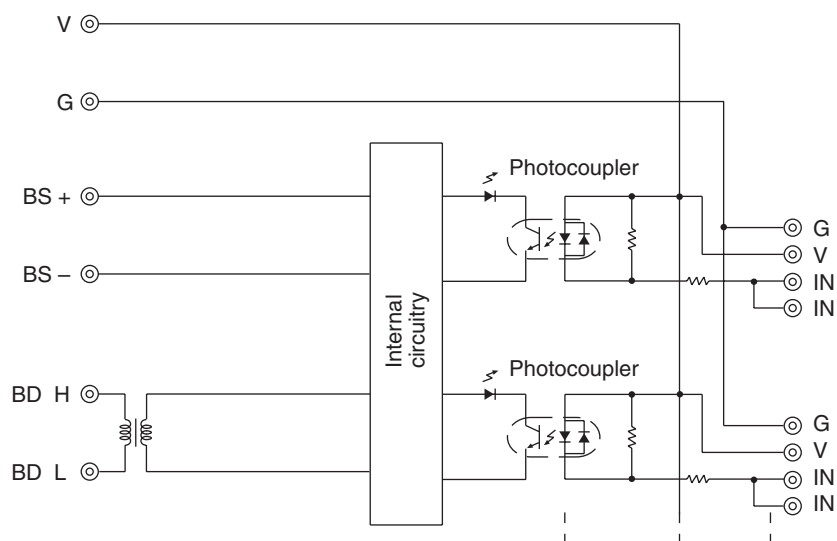 V
G
BS +
BS –
BD H
BD L
Internal
circuitry
Photocoupler
G
V
IN
IN
Photocoupler
G
V
IN
IN